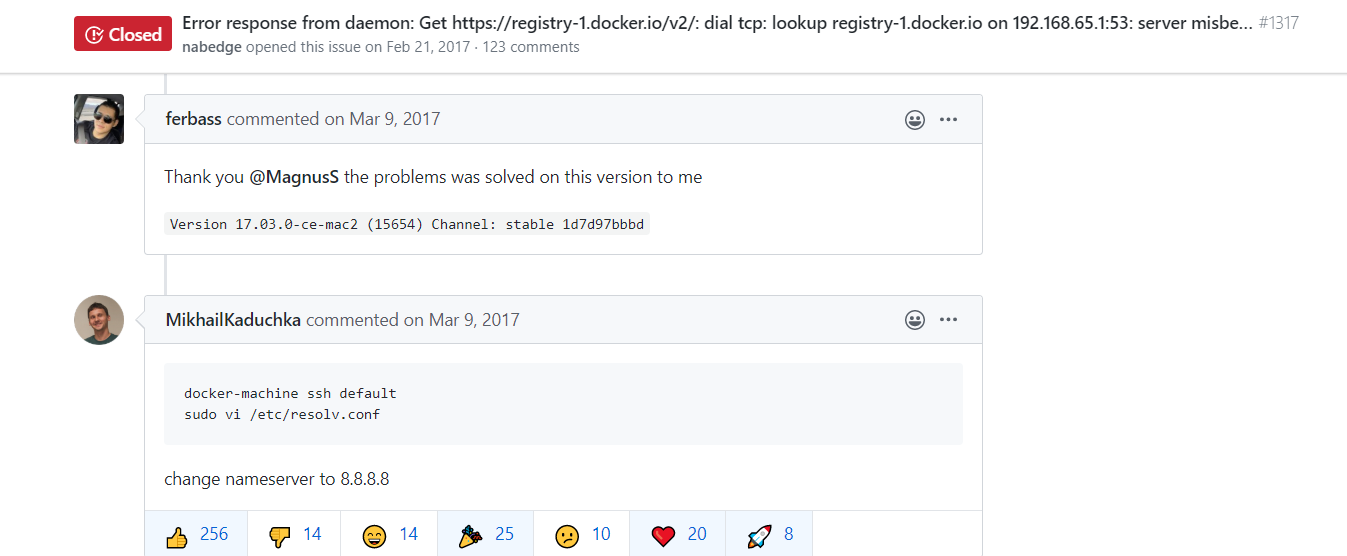 Closed
Error response from daemon: Get https://registry-1.docker.io/v2/: dial tcp: lookup registry-1.docker.io on 192.168.65.1:53: server misbe... #1317
nabedge opened this issue on Feb 21, 2017 · 123 comments
ferbass commented on Mar 9, 2017
Thank you @MagnusS the problems was solved on this version to me
Version 17.03.0-ce-mac2 (15654) Channel: stable 1d7d97bbbd
MikhailKaduchka commented on Mar 9, 2017
docker-machine ssh default
sudo vi /etc/resolv.conf
change nameserver to 8.8.8.8
256 14 14 25 10 20 8